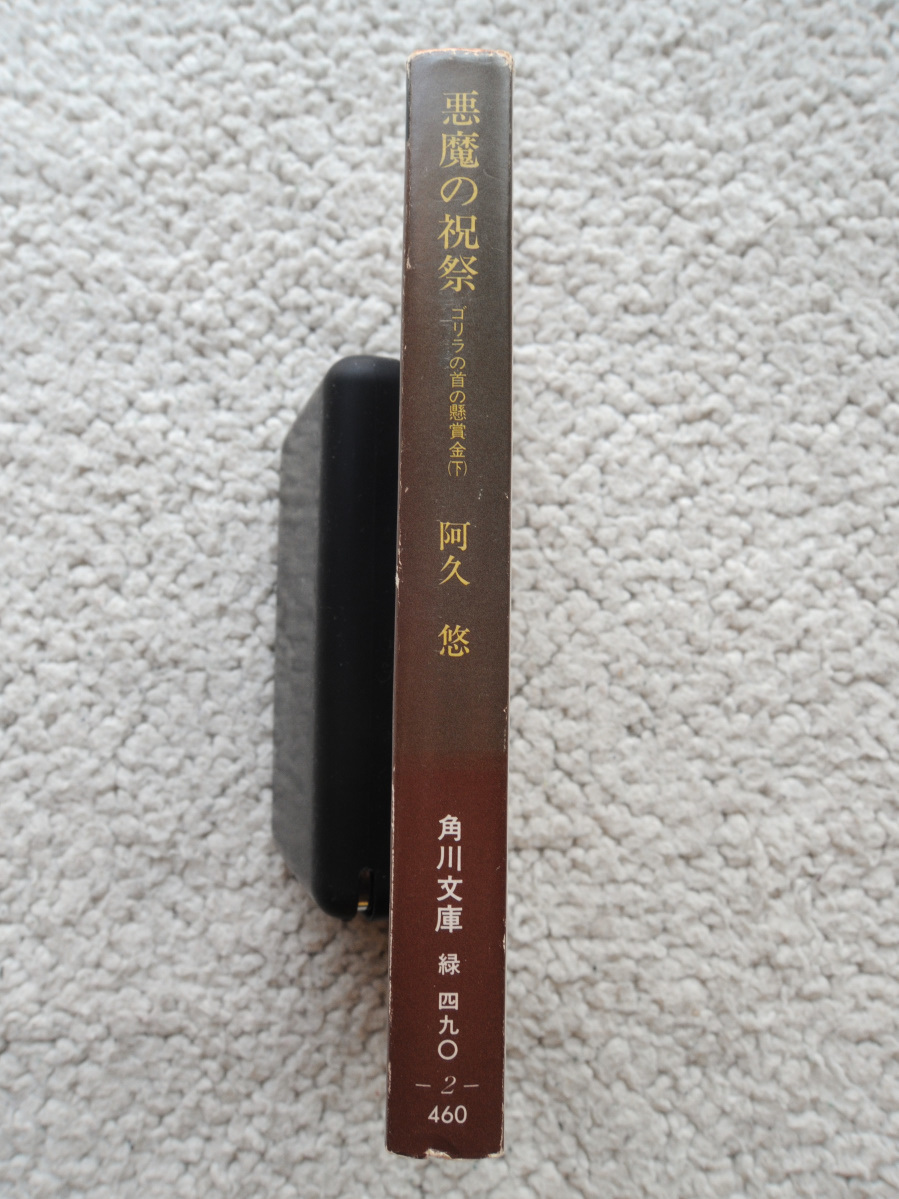 悪魔の祝祭
ゴリラの首の懸賞金(下)
阿久 悠
角川文庫
緑 四九〇
-2-
460